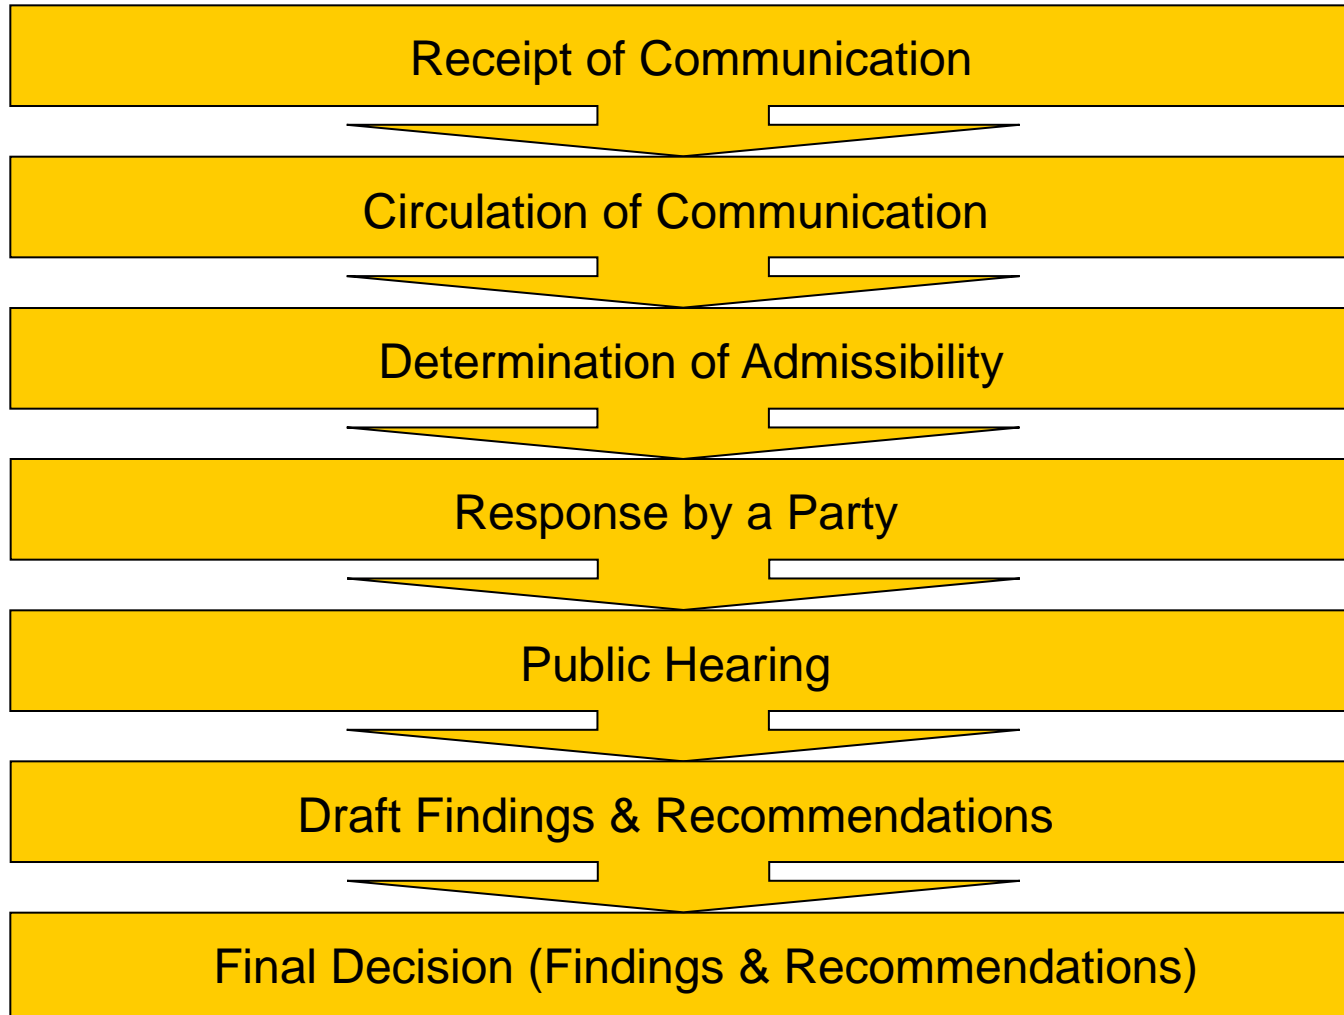 Receipt of Communication
Circulation of Communication
Determination of Admissibility
Response by a Party
Public Hearing
Draft Findings & Recommendations
Final Decision (Findings & Recommendations)